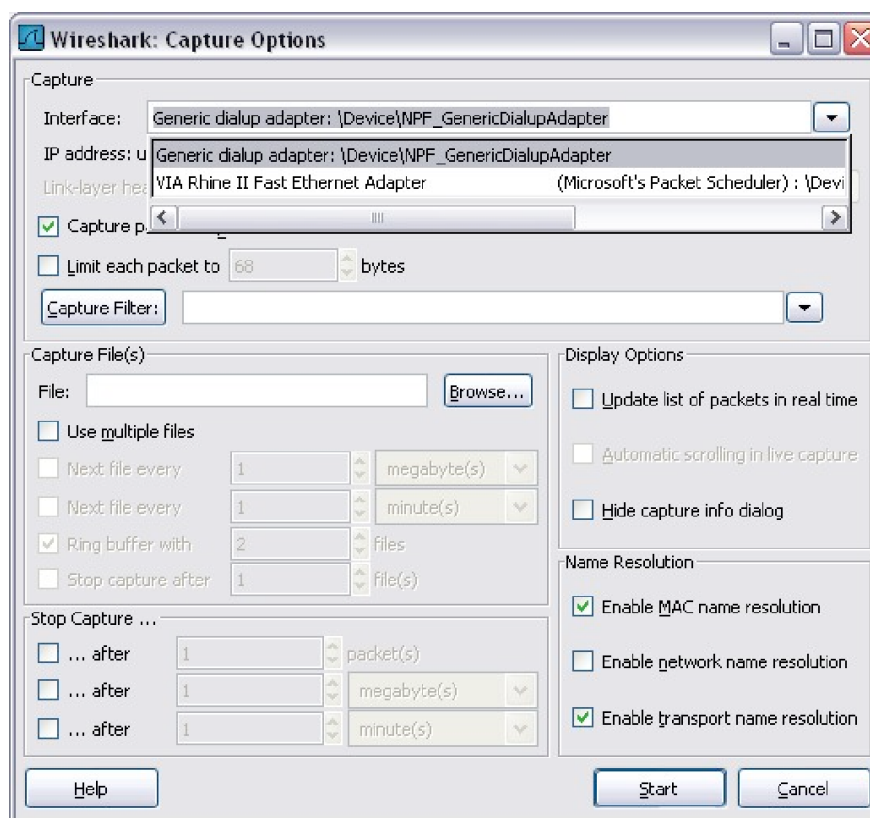 Wireshark: Capture Options
Capture
Interface: Generic dialup adapter: \Device\NPF_GenericDialupAdapter
IP address: u
Generic dialup adapter: \Device\NPF_GenericDialupAdapter
Link-layer hea
VIA Rhine II Fast Ethernet Adapter (Microsoft's Packet Scheduler) : \Devi
Capture p
Limit each packet to 68 bytes
Capture Filter:
Capture File(s)
File: Browse...
Use multiple files
Next file every 1 megabyte(s)
Next file every 1 minute(s)
Ring buffer with 2 files
Stop capture after 1 file(s)
Stop Capture ...
... after 1 packet(s)
... after 1 megabyte(s)
... after 1 minute(s)
Display Options
Update list of packets in real time
Automatic scrolling in live capture
Hide capture info dialog
Name Resolution
Enable MAC name resolution
Enable network name resolution
Enable transport name resolution
Help Start Cancel